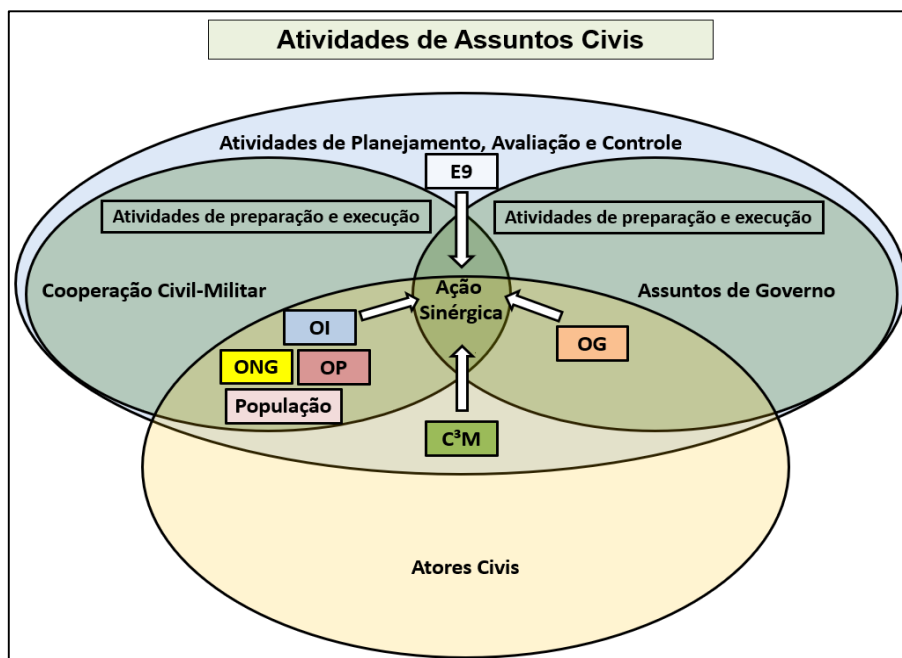 Atividades de Assuntos Civis
Atividades de Planejamento, Avaliação e Controle
E9
Atividades de preparação e execução
Atividades de preparação e execução
Cooperação Civil-Militar
Ação
Sinérgica
Assuntos de Governo
OI
OG
ONG
OP
População
C³M
Atores Civis